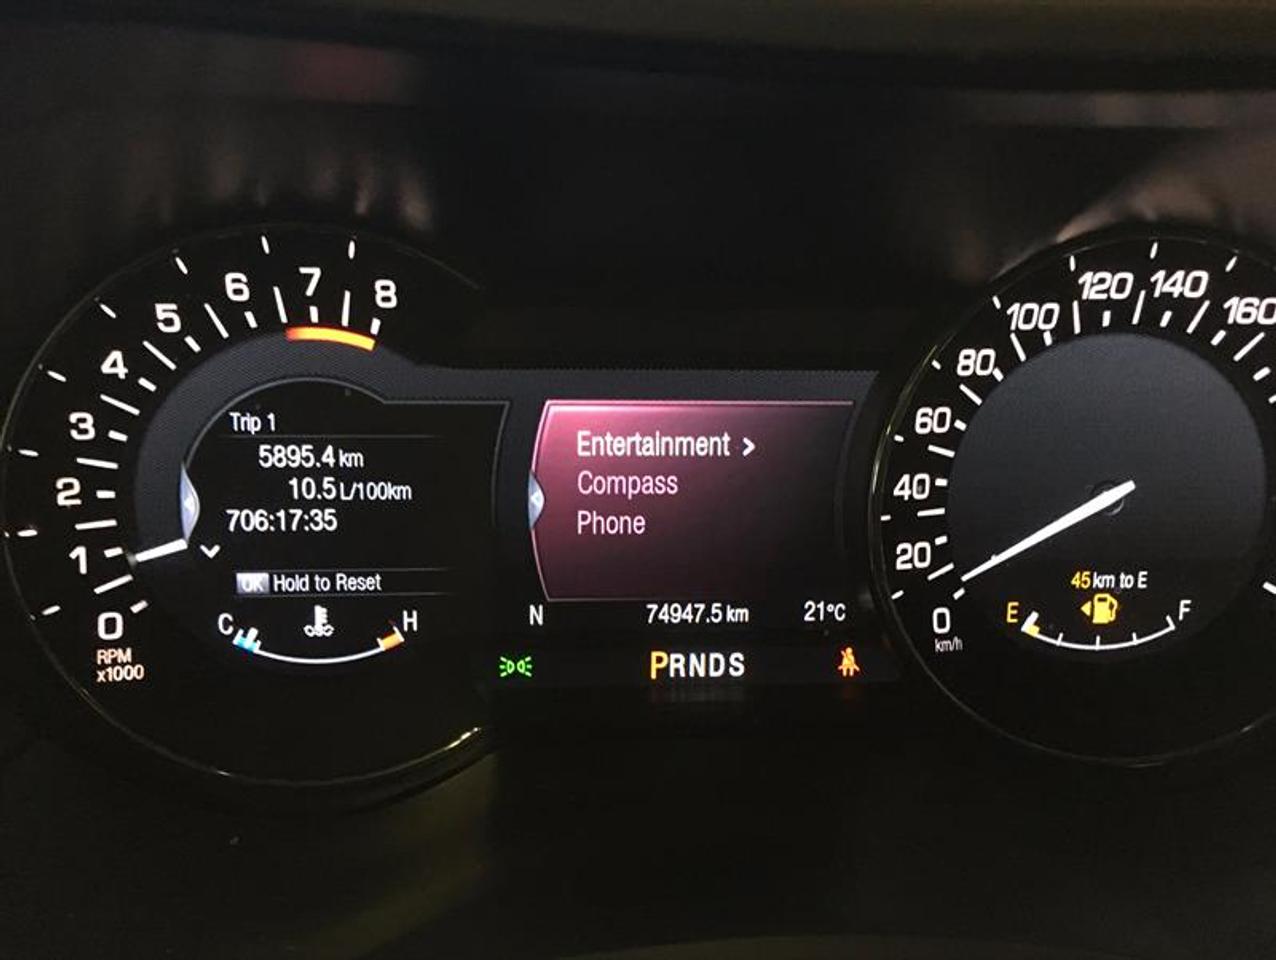 8
7
6
5
4
3
2
1
0
RPM
x1000
Trip 1
5895.4 km
10.5 L/100km
706:17:35
OK Hold to Reset
C H
Entertainment >
Compass
Phone
N 74947.5 km 21°C
PRNDS
160
140
120
100
80
60
40
20
0
km/h
45 km to E
E F